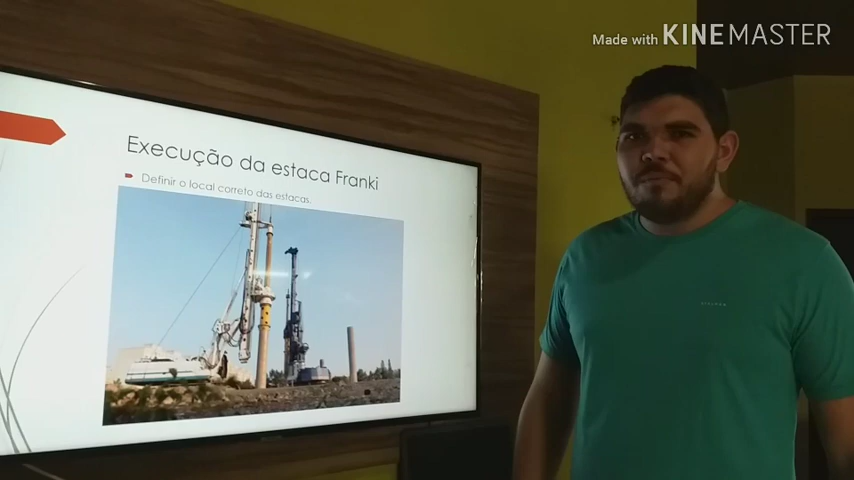 Made with KINEMASTER
Execução da estaca Franki
Definir o local correto das estacas.